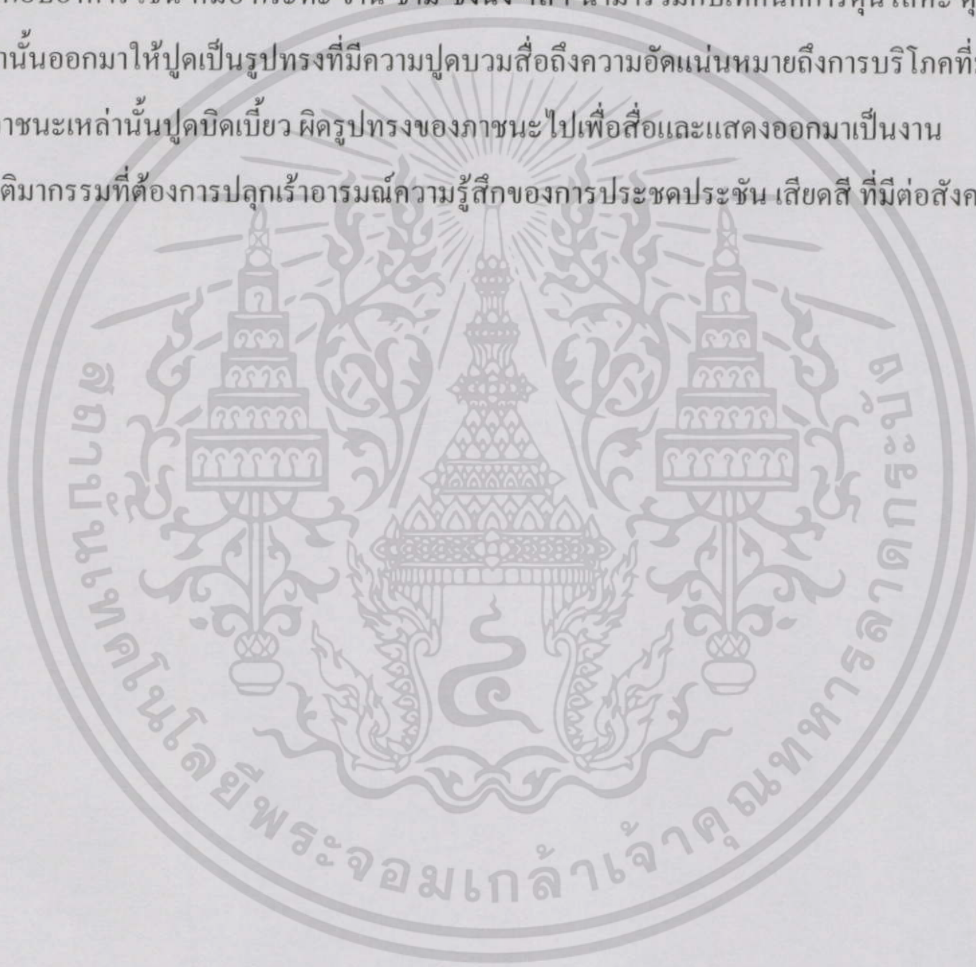 านั้นออกมาให้ปูดเป็นรูปทรงที่มีความปูดบวมสื่อถึงความอัดแน่นหมายถึงการบริโภคที่
าชนะเหล่านั้นปูดบิดเบี้ยว ผิดรูปทรงของภาชนะไปเพื่อสื่อและแสดงออกมาเป็นงาน
ติมากรรมที่ต้องการปลุกเร้าอารมณ์ความรู้สึกของการประชดประชัน เสียดสี ที่มีต่อสังค
สถาบันเทคโนโลยีพระจอมเกล้าเจ้าคุณทหารลาดกระบัง
๔